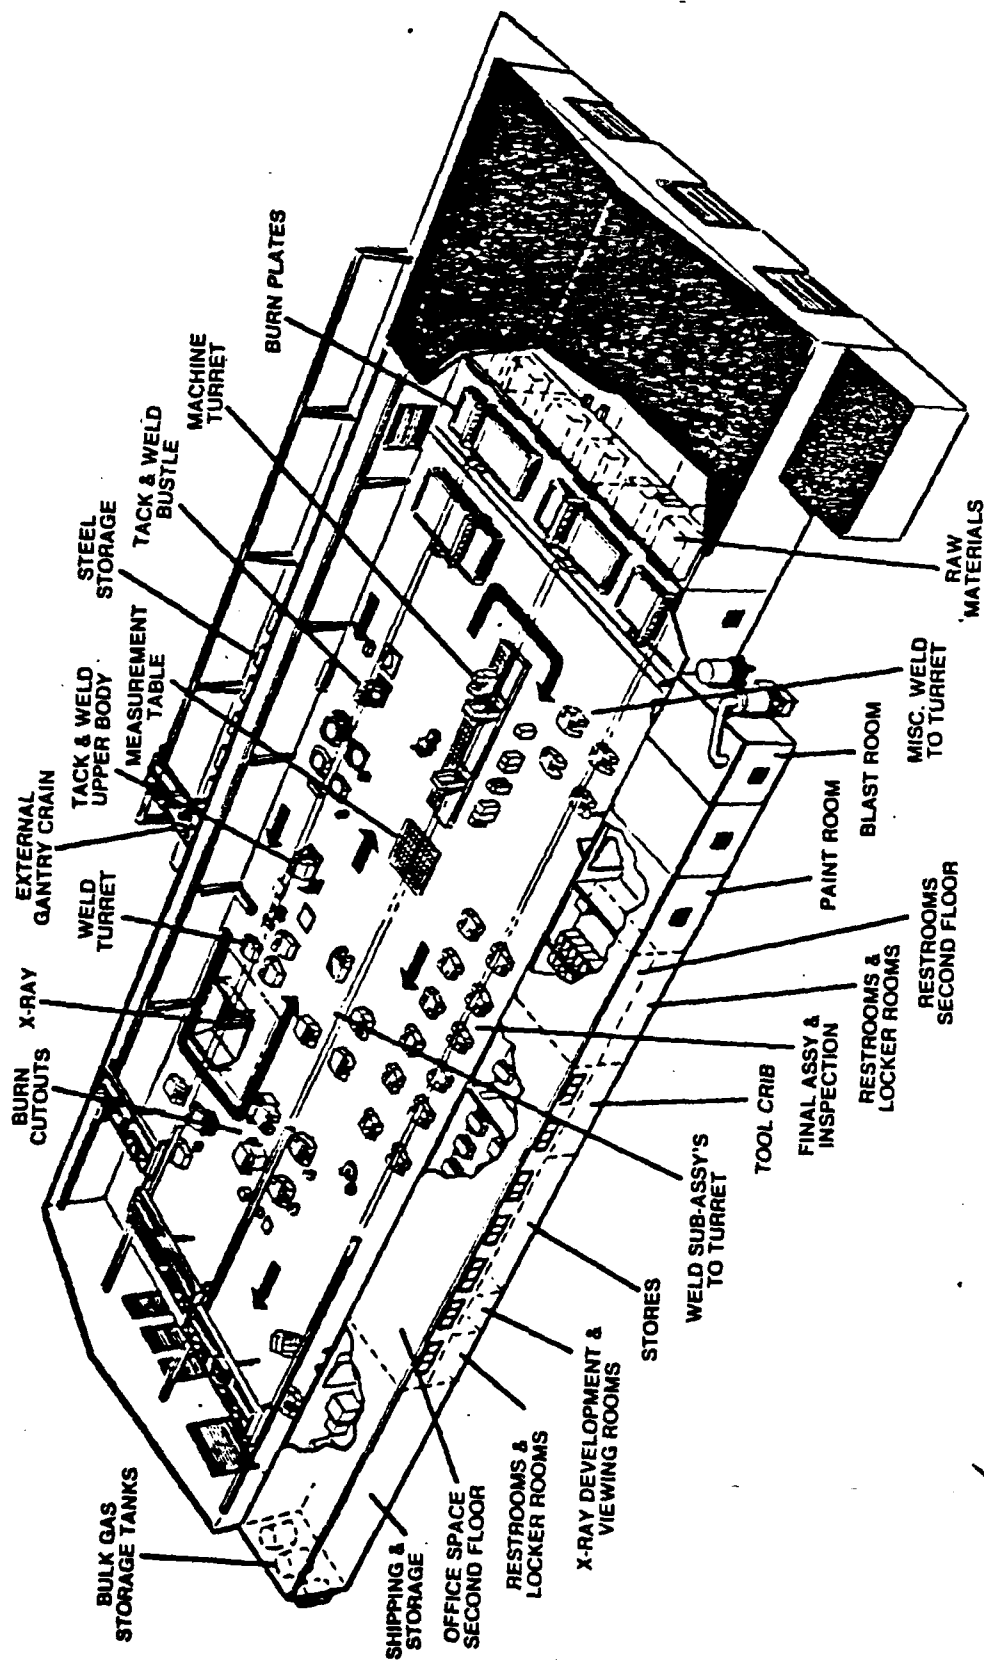 BULK GAS
STORAGE TANKS
BURN
CUTOUTS
X-RAY
WELD
TURRET
EXTERNAL
GANTRY CRAIN
TACK & WELD
UPPER BODY
MEASUREMENT
TABLE
STEEL
STORAGE
TACK & WELD
BUSTLE
MACHINE
TURRET
BURN PLATES
SHIPPING &
STORAGE
OFFICE SPACE
SECOND FLOOR
RESTROOMS &
LOCKER ROOMS
X-RAY DEVELOPMENT &
VIEWING ROOMS
STORES
WELD SUB-ASSY'S
TO TURRET
TOOL CRIB
FINAL ASSY &
INSPECTION
RESTROOMS &
LOCKER ROOMS
RESTROOMS
SECOND FLOOR
PAINT ROOM
BLAST ROOM
MISC. WELD
TO TURRET
RAW
MATERIALS